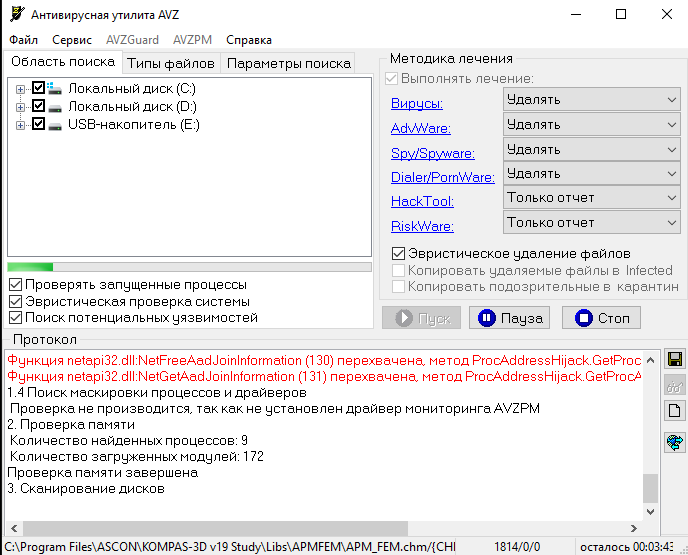 Антивирусная утилита AVZ
Файл Сервис AVZGuard AVZPM Справка
Область поиска Типы файлов Параметры поиска
Локальный диск (C:)
Локальный диск (D:)
USB-накопитель (E:)
Проверять запущенные процессы
Эвристическая проверка системы
Поиск потенциальных уязвимостей
Методика лечения
Выполнять лечение:
Вирусы: Удалять
AdvWare: Удалять
Spy/Spyware: Удалять
Dialer/PornWare: Удалять
HackTool: Только отчет
RiskWare: Только отчет
Эвристическое удаление файлов
Копировать удаляемые файлы в Infected
Копировать подозрительные в карантин
Пуск Пауза Стоп
Протокол
Функция netapi32.dll:NetFreeAadJoinInformation (130) перехвачена, метод ProcAddressHijack.GetProc
Функция netapi32.dll:NetGetAadJoinInformation (131) перехвачена, метод ProcAddressHijack.GetProcA
1.4 Поиск маскировки процессов и драйверов
Проверка не производится, так как не установлен драйвер мониторинга AVZPM
2. Проверка памяти
Количество найденных процессов: 9
Количество загруженных модулей: 172
Проверка памяти завершена
3. Сканирование дисков
C:\Program Files\ASCON\KOMPAS-3D v19 Study\Libs\APMFEM/APM_FEM.chm/{CHI 1814/0/0 осталось 00:03:43